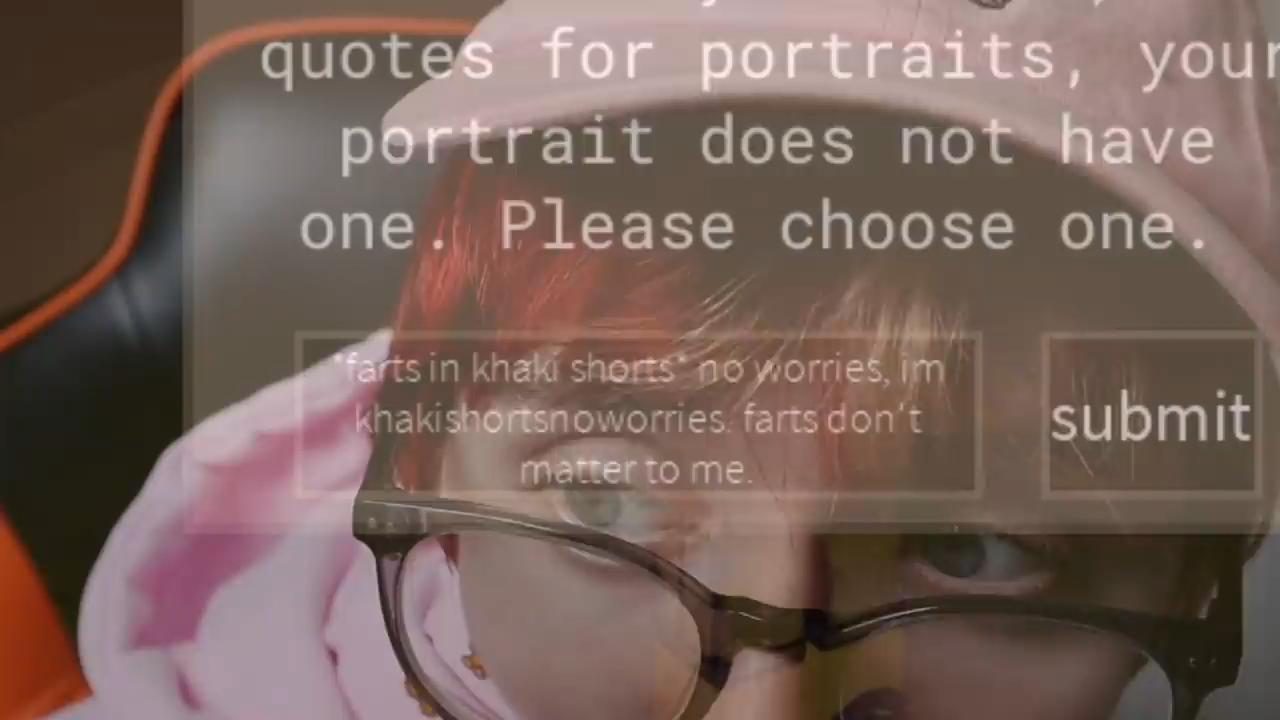 quotes for portraits, your
portrait does not have
one. Please choose one.
*farts in khaki shorts* no worries, im
khakishortsnoworries. farts don't
matter to me.
submit